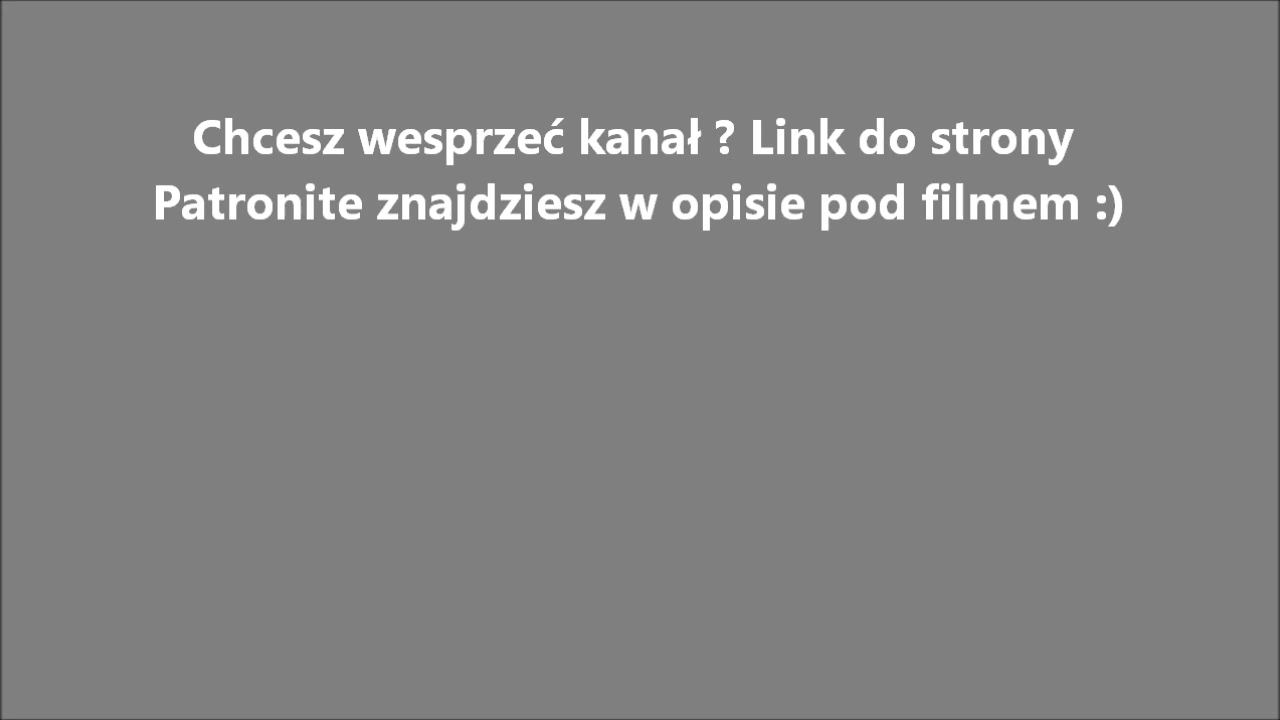 Chcesz wesprzeć kanał ? Link do strony
Patronite znajdziesz w opisie pod filmem :)